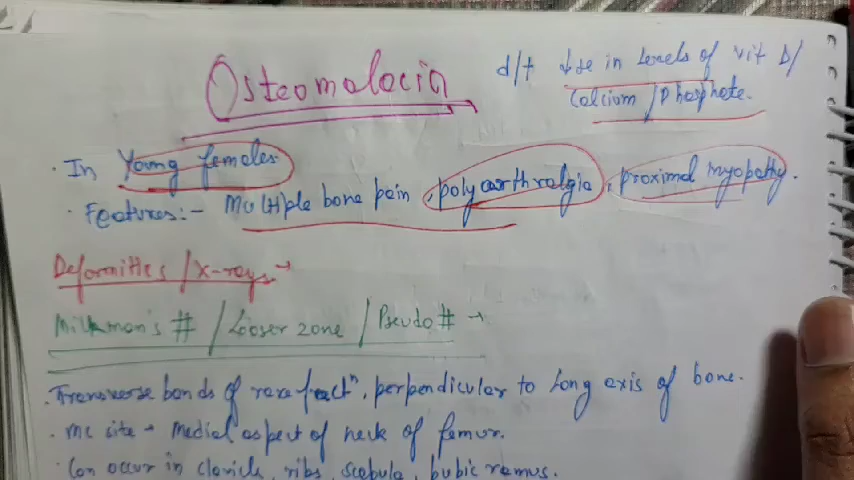 Osteomalacia
d/t ↓se in levels of vit D/
Calcium / Phosphate.
· In Young females.
· Features:- Multiple bone pain, polyarthralgia, proximal myopathy.
Deformities / X-rays →
Milkman's # / Looser zone / Pseudo # →
· Transverse bands of rarefactⁿ, perpendicular to long axis of bone.
· mc site → Medial aspect of neck of femur.
· Can occur in clavicle, ribs, scapula, pubic ramus.